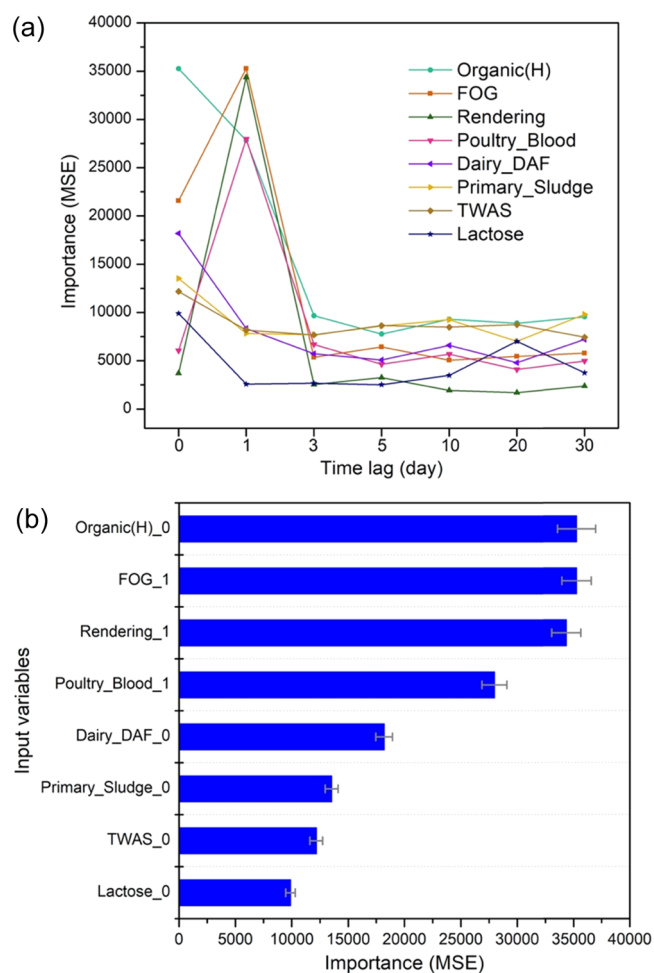 (a)
40000
35000
30000
25000
20000
15000
10000
5000
0
Importance (MSE)
Organic(H)
FOG
Rendering
Poultry_Blood
Dairy_DAF
Primary_Sludge
TWAS
Lactose
0 1 3 5 10 20 30
Time lag (day)
(b)
Input variables
Organic(H)_0
FOG_1
Rendering_1
Poultry_Blood_1
Dairy_DAF_0
Primary_Sludge_0
TWAS_0
Lactose_0
0 5000 10000 15000 20000 25000 30000 35000 40000
Importance (MSE)